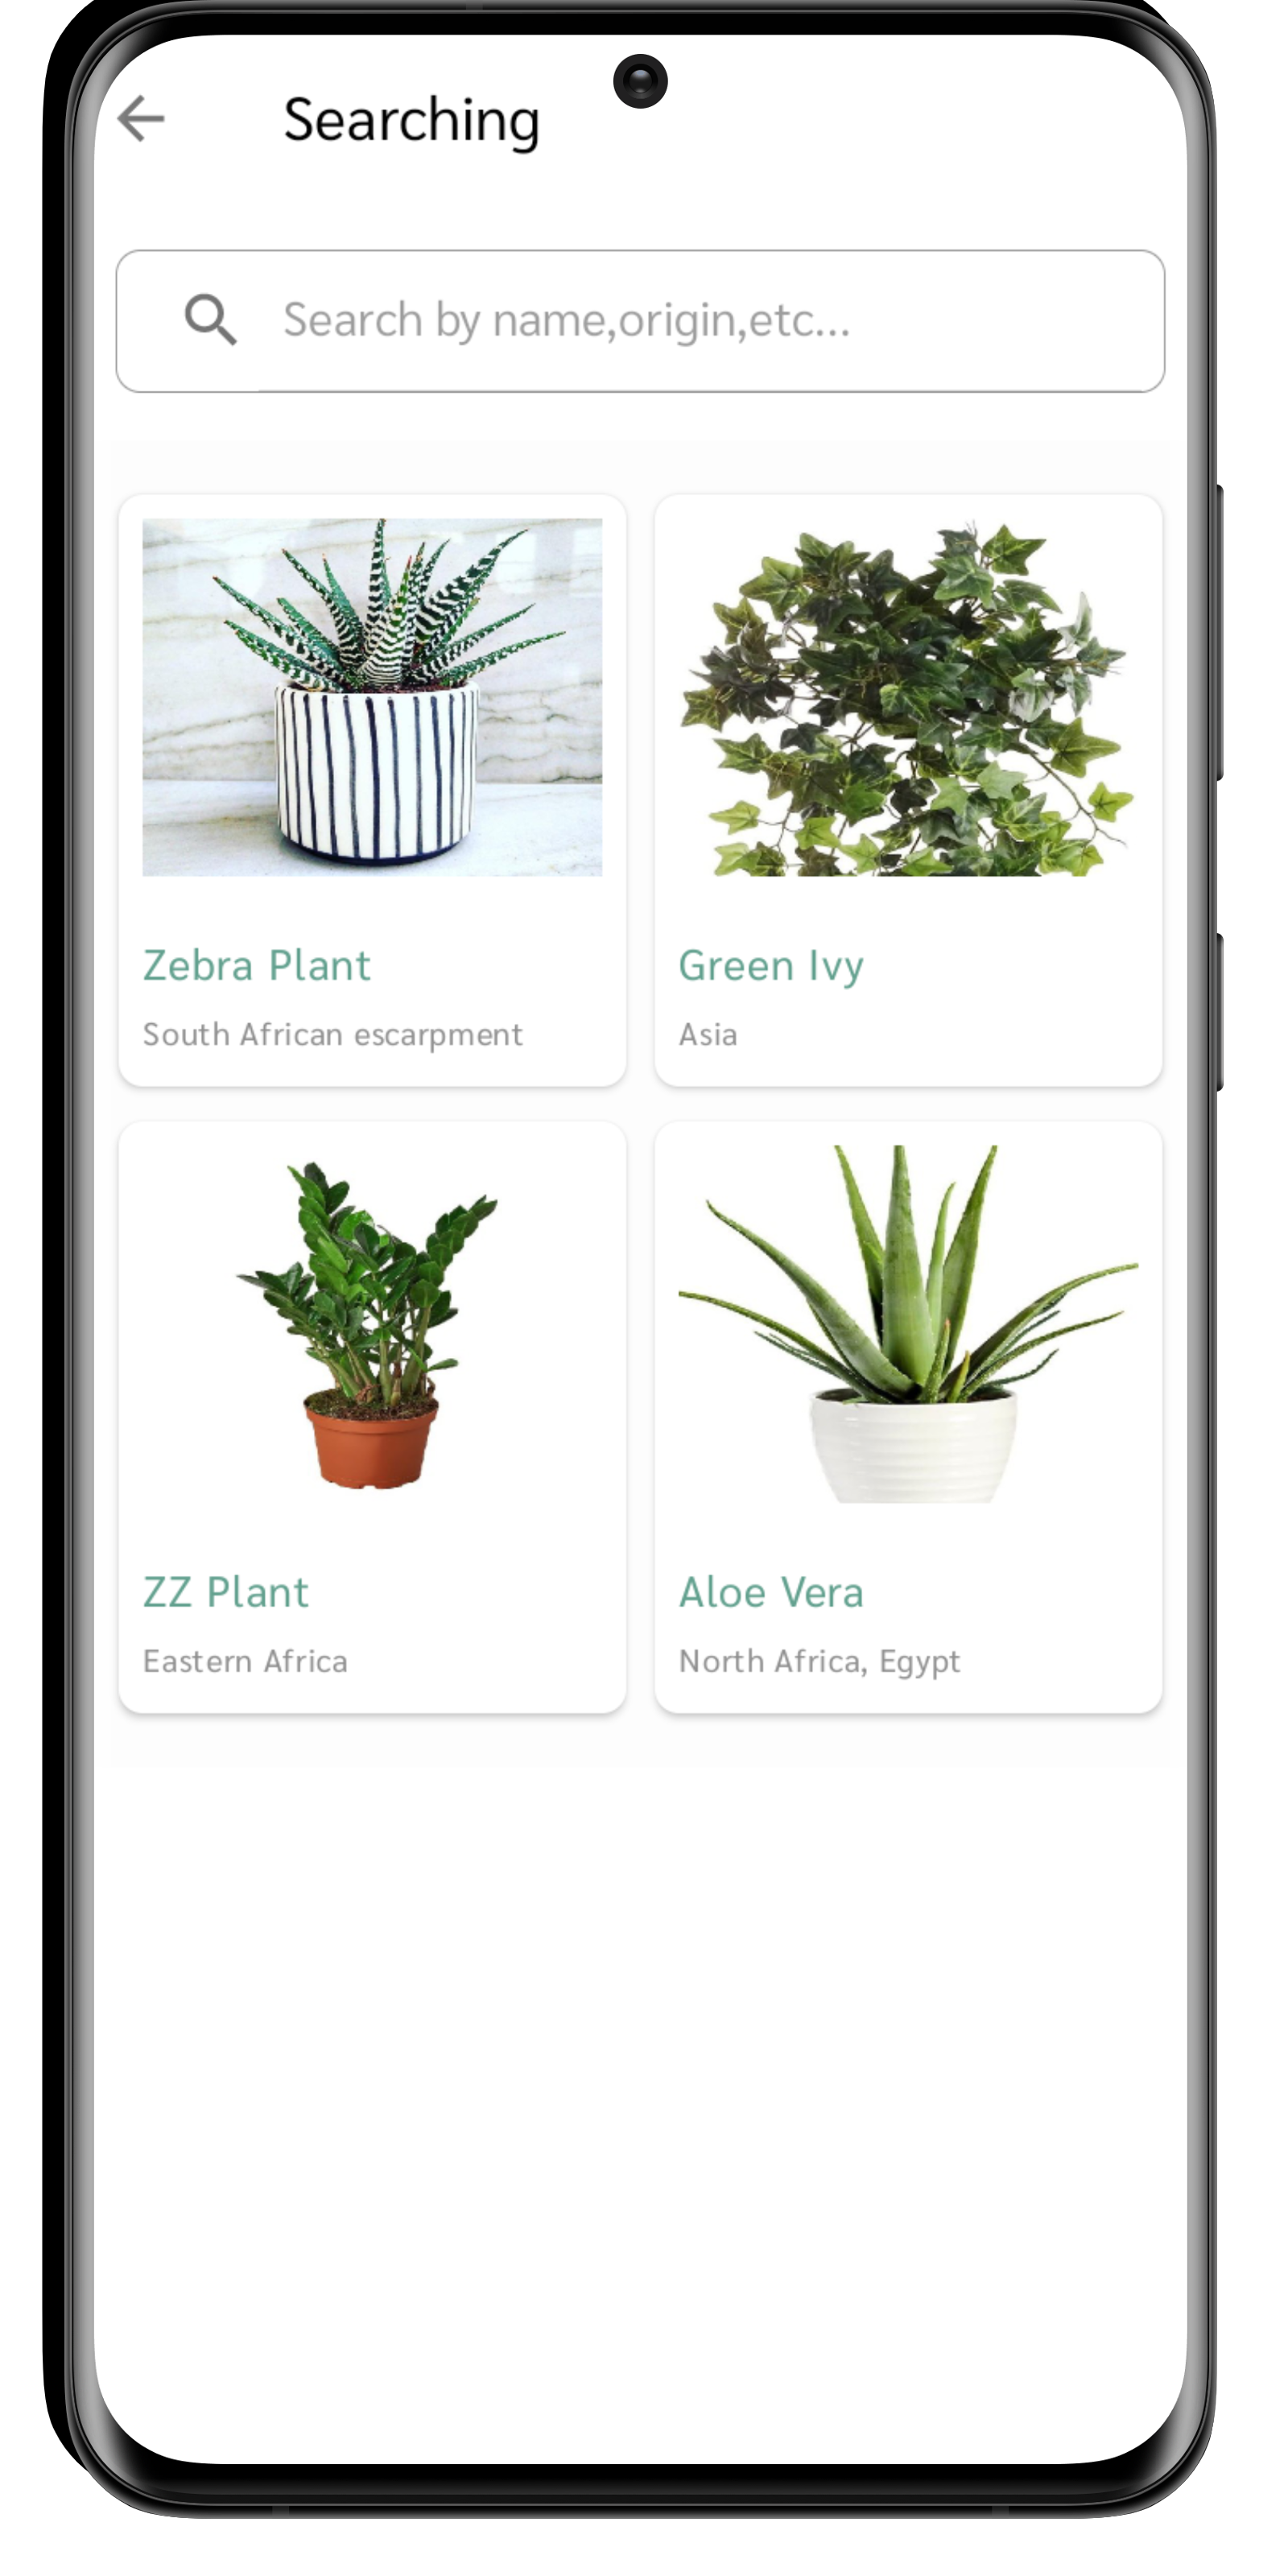 Searching
Search by name,origin,etc...
Zebra Plant
South African escarpment
Green Ivy
Asia
ZZ Plant
Eastern Africa
Aloe Vera
North Africa, Egypt